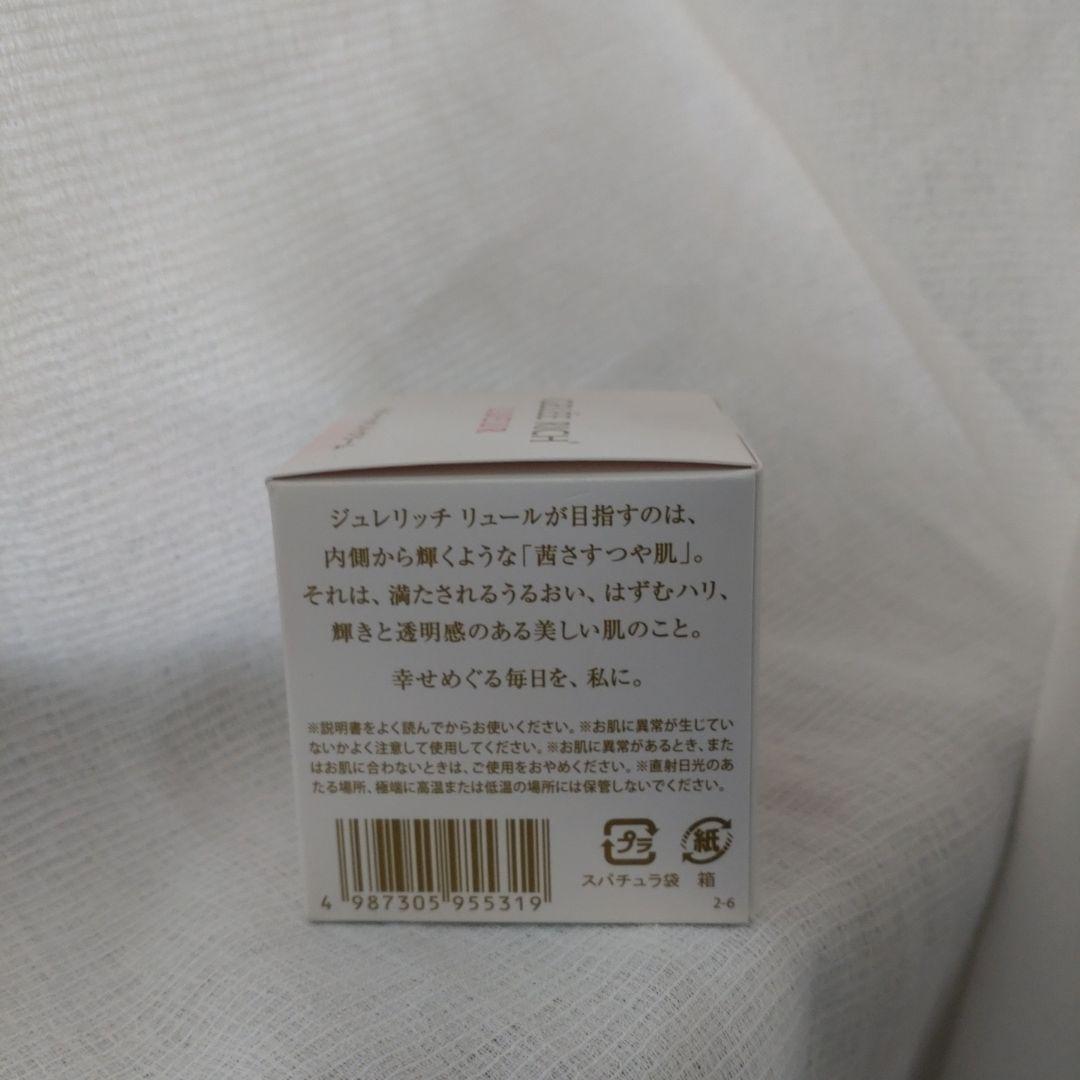 GELÉE RICH
ジュレリッチ リュールが目指すのは、
内側から輝くような「茜さすつや肌」。
それは、満たされるうるおい、はずむハリ、
輝きと透明感のある美しい肌のこと。
幸せめぐる毎日を、私に。
※説明書をよく読んでからお使いください。※お肌に異常が生じてい
ないかよく注意して使用してください。※お肌に異常があるとき、また
はお肌に合わないときは、ご使用をおやめください。※直射日光のあ
たる場所、極端に高温または低温の場所には保管しないでください。
プラ 紙
スパチュラ袋 箱
4 987305 955319
2-6